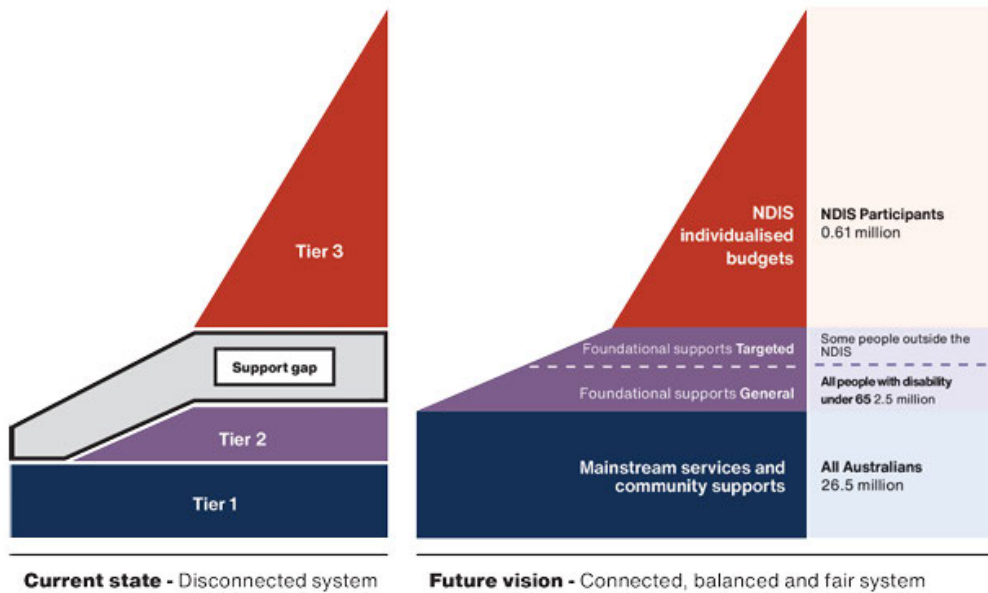 Tier 3
Support gap
Tier 2
Tier 1
Current state - Disconnected system
NDIS
individualised
budgets
NDIS Participants
0.61 million
Foundational supports Targeted
Some people outside the
NDIS
Foundational supports General
All people with disability
under 65 2.5 million
Mainstream services and
community supports
All Australians
26.5 million
Future vision - Connected, balanced and fair system